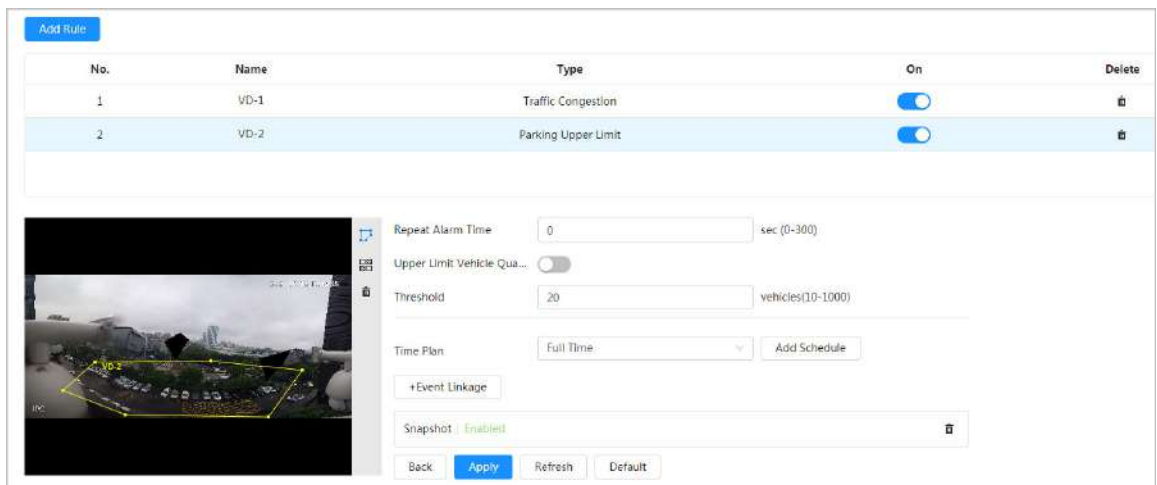 Add Rule
No. Name Type On Delete
1 VD-1 Traffic Congestion
2 VD-2 Parking Upper Limit
Repeat Alarm Time 0 sec (0-300)
Upper Limit Vehicle Qua...
Threshold 20 vehicles(10-1000)
Time Plan Full Time Add Schedule
+Event Linkage
Snapshot Enabled
Back Apply Refresh Default
VD-2